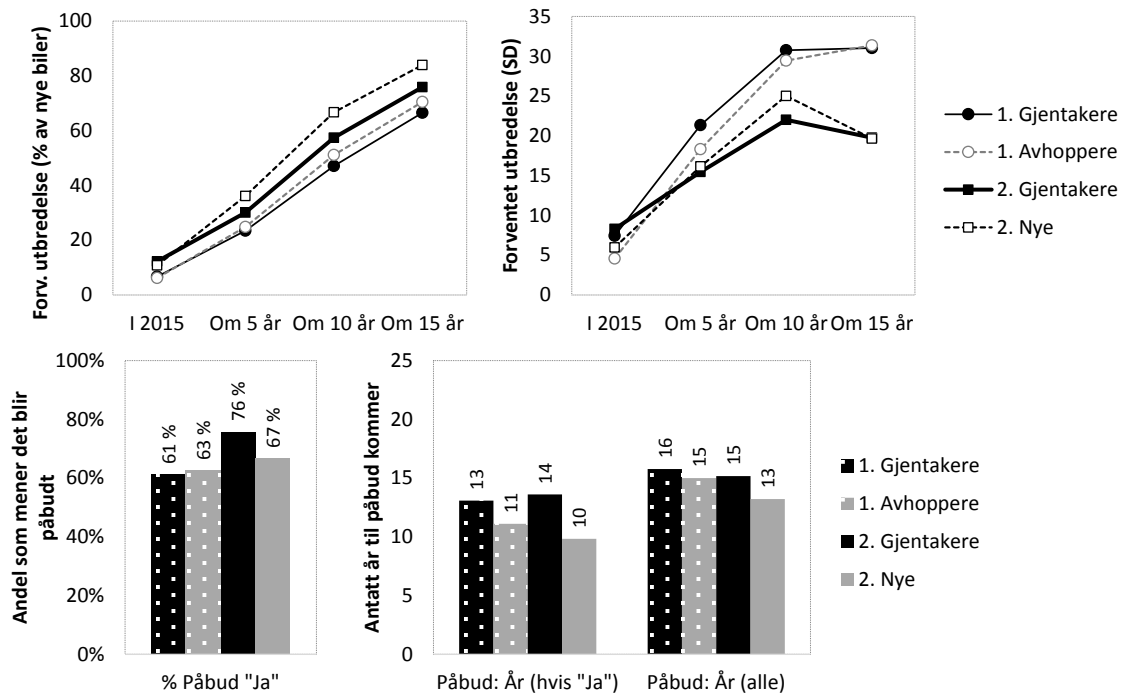 Forv. utbredelse (% av nye biler)
100
80
60
40
20
0
I 2015 Om 5 år Om 10 år Om 15 år
Forventet utbredelse (SD)
35
30
25
20
15
10
5
0
I 2015 Om 5 år Om 10 år Om 15 år
1. Gjentakere
1. Avhoppere
2. Gjentakere
2. Nye
Andel som mener det blir
påbudt
100%
80%
60%
40%
20%
0%
61 % 63 % 76 % 67 %
% Påbud "Ja"
Antatt år til påbud kommer
25
20
15
10
5
0
13 11 14 10 16 15 15 13
Påbud: År (hvis "Ja") Påbud: År (alle)
1. Gjentakere
1. Avhoppere
2. Gjentakere
2. Nye